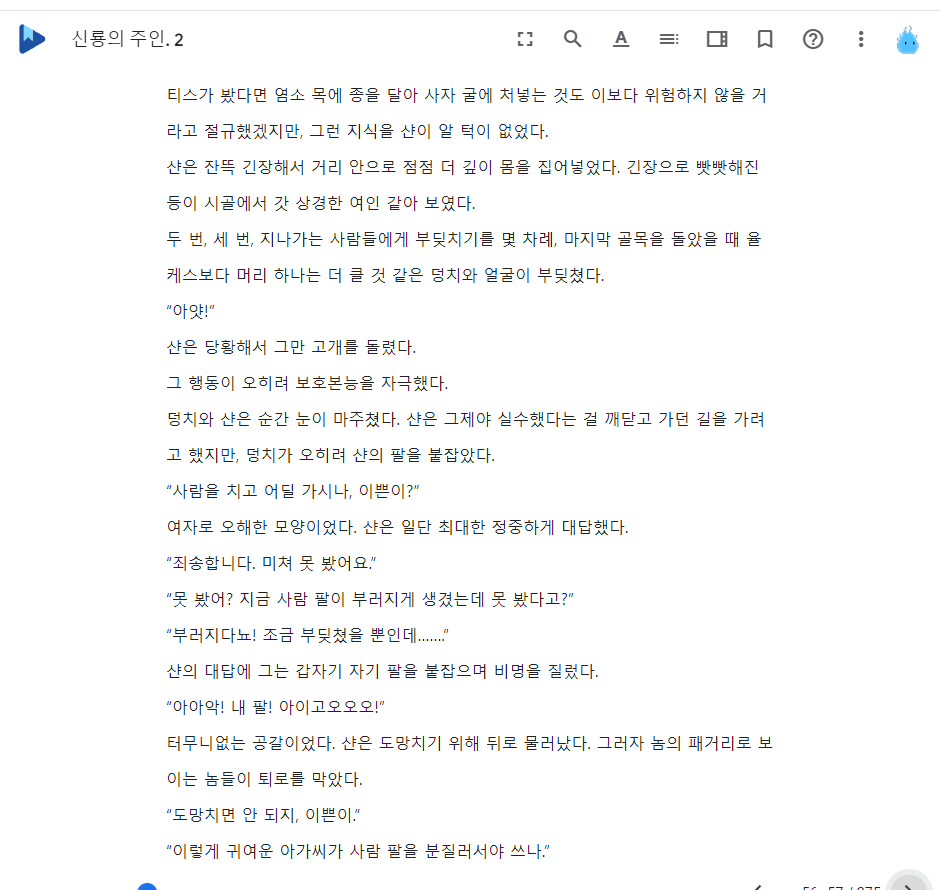 신룡의 주인. 2
티스가 봤다면 염소 목에 종을 달아 사자 굴에 처넣는 것도 이보다 위험하지 않을 거
라고 절규했겠지만, 그런 지식을 샨이 알 턱이 없었다.
샨은 잔뜩 긴장해서 거리 안으로 점점 더 깊이 몸을 집어넣었다. 긴장으로 빳빳해진
등이 시골에서 갓 상경한 여인 같아 보였다.
두 번, 세 번, 지나가는 사람들에게 부딪치기를 몇 차례, 마지막 골목을 돌았을 때 율
케스보다 머리 하나는 더 클 것 같은 덩치와 얼굴이 부딪쳤다.
“아얏!”
샨은 당황해서 그만 고개를 돌렸다.
그 행동이 오히려 보호본능을 자극했다.
덩치와 샨은 순간 눈이 마주쳤다. 샨은 그제야 실수했다는 걸 깨닫고 가던 길을 가려
고 했지만, 덩치가 오히려 샨의 팔을 붙잡았다.
“사람을 치고 어딜 가시나, 이쁜이?”
여자로 오해한 모양이었다. 샨은 일단 최대한 정중하게 대답했다.
“죄송합니다. 미쳐 못 봤어요.”
“못 봤어? 지금 사람 팔이 부러지게 생겼는데 못 봤다고?”
“부러지다뇨! 조금 부딪쳤을 뿐인데.......”
샨의 대답에 그는 갑자기 자기 팔을 붙잡으며 비명을 질렀다.
“아아악! 내 팔! 아이고오오오!”
터무니없는 공갈이었다. 샨은 도망치기 위해 뒤로 물러났다. 그러자 놈의 패거리로 보
이는 놈들이 퇴로를 막았다.
“도망치면 안 되지, 이쁜이.”
“이렇게 귀여운 아가씨가 사람 팔을 분질러서야 쓰나.”